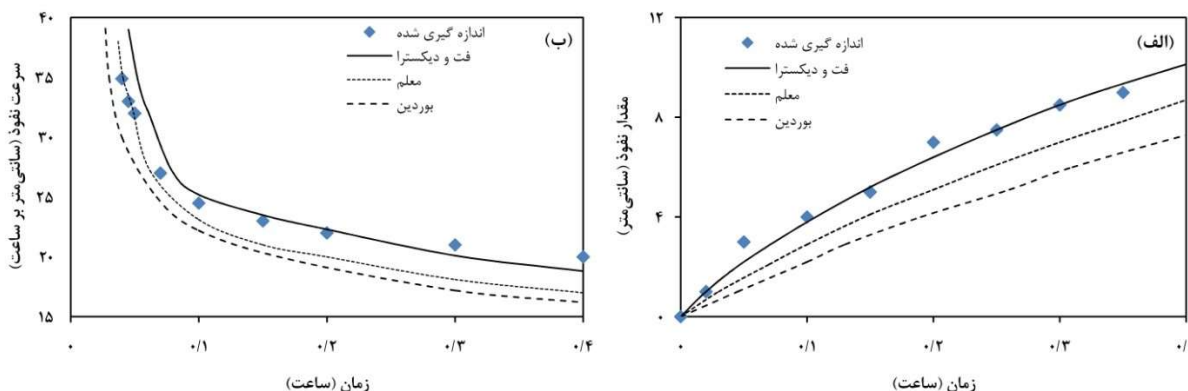 (الف)
اندازه گیری شده
فت و دیکسترا
معلم
بوردین
مقدار نفوذ (سانتی‌متر)
۱۲
۸
۴
۰
۰
۰/۱
۰/۲
۰/۳
۰/
زمان (ساعت)
(ب)
اندازه گیری شده
فت و دیکسترا
معلم
بوردین
سرعت نفوذ (سانتی‌متر بر ساعت)
۴۰
۳۵
۳۰
۲۵
۲۰
۱۵
۰
۰/۱
۰/۲
۰/۳
۰/۴
زمان (ساعت)